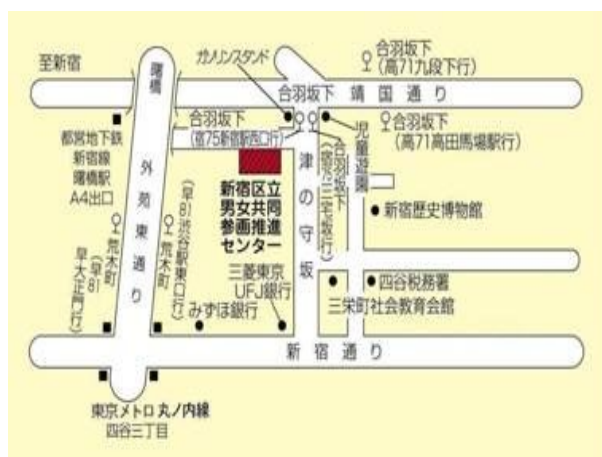 至新宿
曙橋
ガソリンスタンド
合羽坂下
(高71九段下行)
合羽坂下
靖国通り
都営地下鉄
新宿線
曙橋駅
A4出口
合羽坂下
(宿75新宿駅西口行)
児童遊園
合羽坂下
(高71高田馬場駅行)
外苑東通り
新宿区立
男女共同
参画推進
センター
津の守坂
合羽坂下
新宿歴史博物館
荒木町
(早81
早大正門行)
荒木町
(早81渋谷駅東口行)
三菱東京
UFJ銀行
みずほ銀行
四谷税務署
三栄町社会教育会館
新宿通り
東京メトロ 丸ノ内線
四谷三丁目